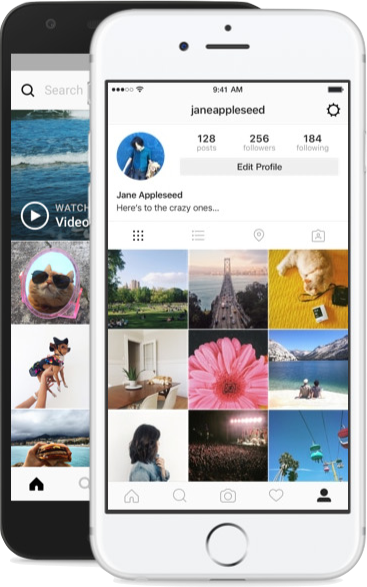 Search
WATCH
Video
9:41 AM
janeappleseed
128
posts
256
followers
184
following
Edit Profile
Jane Appleseed
Here's to the crazy ones...